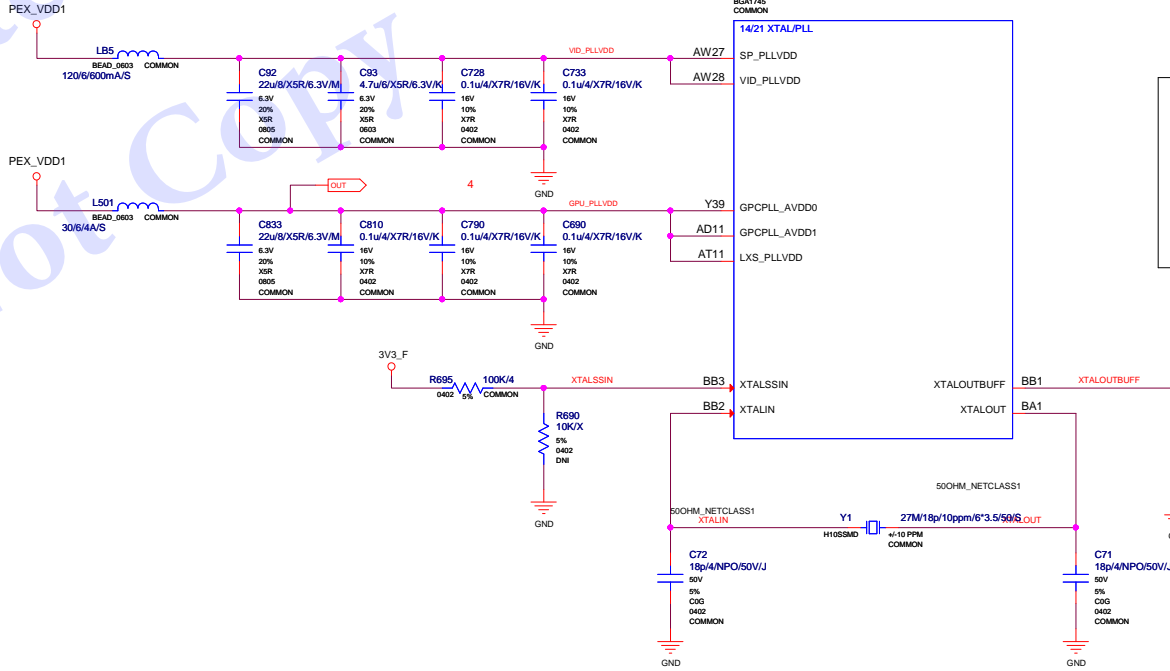 BGA1745
COMMON
PEX_VDD1
14/21 XTAL/PLL
LB5
BEAD_0603 COMMON
120/6/600mA/S
VID_PLLVDD
AW27 SP_PLLVDD
AW28 VID_PLLVDD
C92
22u/8/X5R/6.3V/M
6.3V
20%
X5R
0805
COMMON
C93
4.7u/6/X5R/6.3V/K
6.3V
20%
X5R
0603
COMMON
C728
0.1u/4/X7R/16V/K
16V
10%
X7R
0402
COMMON
C733
0.1u/4/X7R/16V/K
16V
10%
X7R
0402
COMMON
GND
PEX_VDD1
OUT
4
L501
BEAD_0603 COMMON
30/6/4A/S
GPU_PLLVDD
Y39 GPCPLL_AVDD0
AD11 GPCPLL_AVDD1
AT11 LXS_PLLVDD
C833
22u/8/X5R/6.3V/M
6.3V
20%
X5R
0805
COMMON
C810
0.1u/4/X7R/16V/K
16V
10%
X7R
0402
COMMON
C790
0.1u/4/X7R/16V/K
16V
10%
X7R
0402
COMMON
C690
0.1u/4/X7R/16V/K
16V
10%
X7R
0402
COMMON
GND
3V3_F
R695 100K/4
0402 5% COMMON
XTALSSIN
BB3 XTALSSIN
BB2 XTALIN
XTALOUTBUFF BB1
XTALOUTBUFF
XTALOUT BA1
R690
10K/X
5%
0402
DNI
GND
50OHM_NETCLASS1
50OHM_NETCLASS1
XTALIN
Y1
27M/18p/10ppm/6*3.5/50/S
XTALOUT
H10SSMD
+/-10 PPM
COMMON
C72
18p/4/NPO/50V/J
50V
5%
C0G
0402
COMMON
GND
C71
18p/4/NPO/50V/J
50V
5%
C0G
0402
COMMON
GND
ot Copy